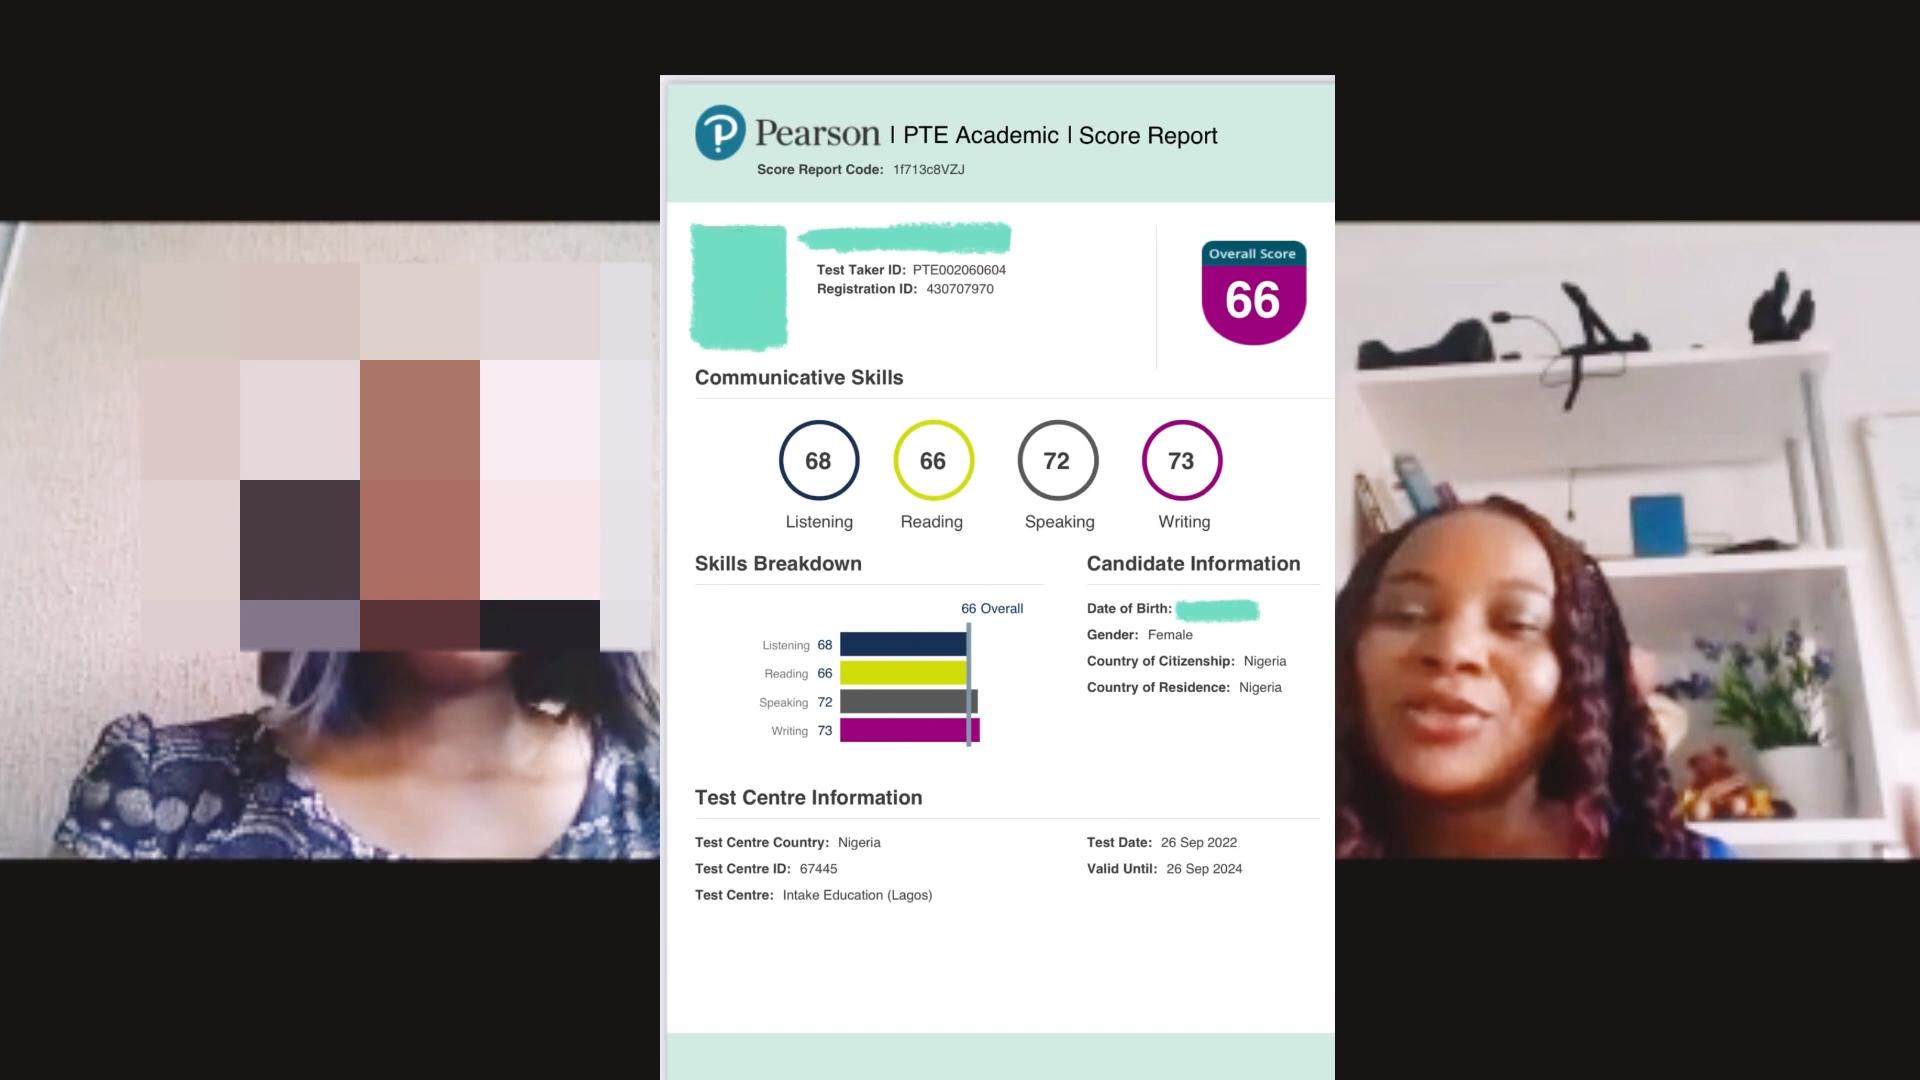 Pearson | PTE Academic | Score Report
Score Report Code: 1f713c8VZJ
Test Taker ID: PTE002060604
Registration ID: 430707970
Overall Score
66
Communicative Skills
68 66 72 73
Listening Reading Speaking Writing
Skills Breakdown
66 Overall
Listening 68
Reading 66
Speaking 72
Writing 73
Candidate Information
Date of Birth:
Gender: Female
Country of Citizenship: Nigeria
Country of Residence: Nigeria
Test Centre Information
Test Centre Country: Nigeria
Test Centre ID: 67445
Test Centre: Intake Education (Lagos)
Test Date: 26 Sep 2022
Valid Until: 26 Sep 2024